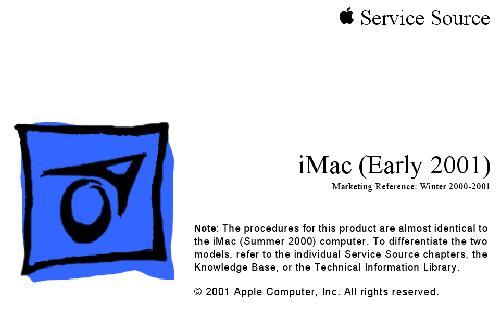 Service Source
iMac (Early 2001)
Marketing Reference: Winter 2000-2001
Note: The procedures for this product are almost identical to
the iMac (Summer 2000) computer. To differentiate the two
models, refer to the individual Service Source chapters, the
Knowledge Base, or the Technical Information Library.
© 2001 Apple Computer, Inc. All rights reserved.